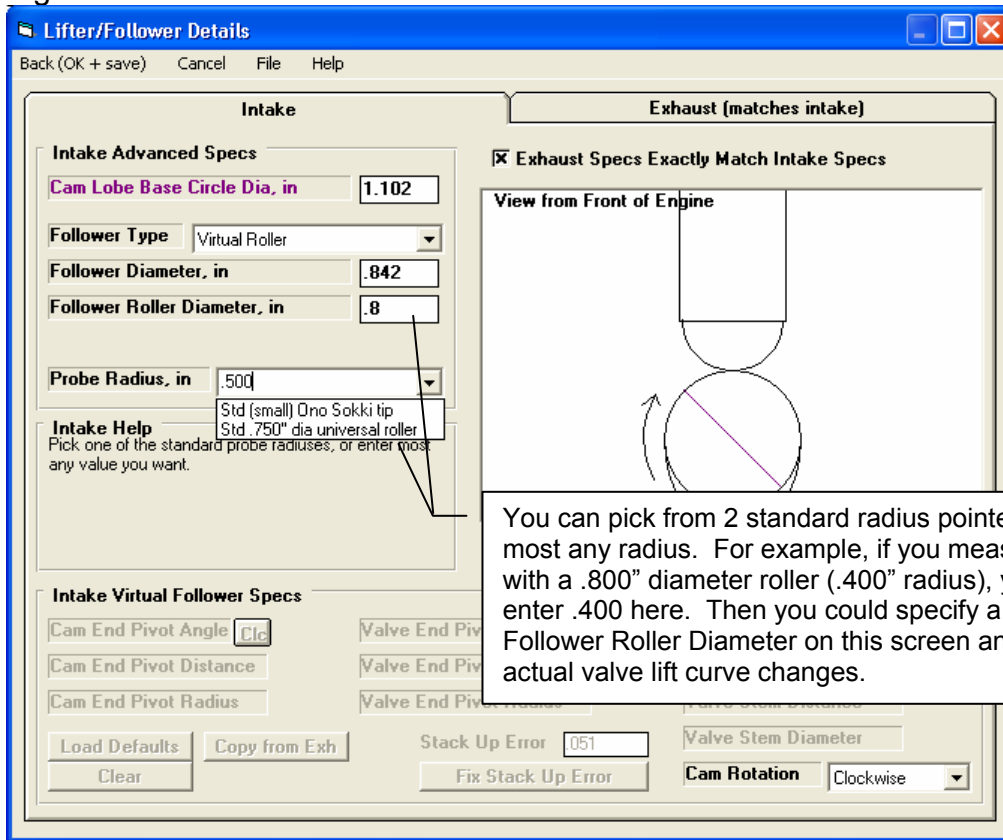 Lifter/Follower Details
Back (OK + save) Cancel File Help
Intake
Exhaust (matches intake)
Intake Advanced Specs
Cam Lobe Base Circle Dia, in 1.102
Follower Type Virtual Roller
Follower Diameter, in .842
Follower Roller Diameter, in .8
Probe Radius, in .500
Std (small) Ono Sokki tip
Std .750" dia universal roller
Intake Help
Pick one of the standard probe radiuses, or enter most
any value you want.
Exhaust Specs Exactly Match Intake Specs
View from Front of Engine
You can pick from 2 standard radius
most any radius. For example, if you
with a .800” diameter roller (.400” radius),
enter .400 here. Then you could specify a
Follower Roller Diameter on this screen
actual valve lift curve changes.
Intake Virtual Follower Specs
Cam End Pivot Angle Clc Valve End
Cam End Pivot Distance Valve End
Cam End Pivot Radius Valve End
Valve Stem Diameter
Load Defaults Copy from Exh Stack Up Error .051
Clear Fix Stack Up Error
Cam Rotation Clockwise